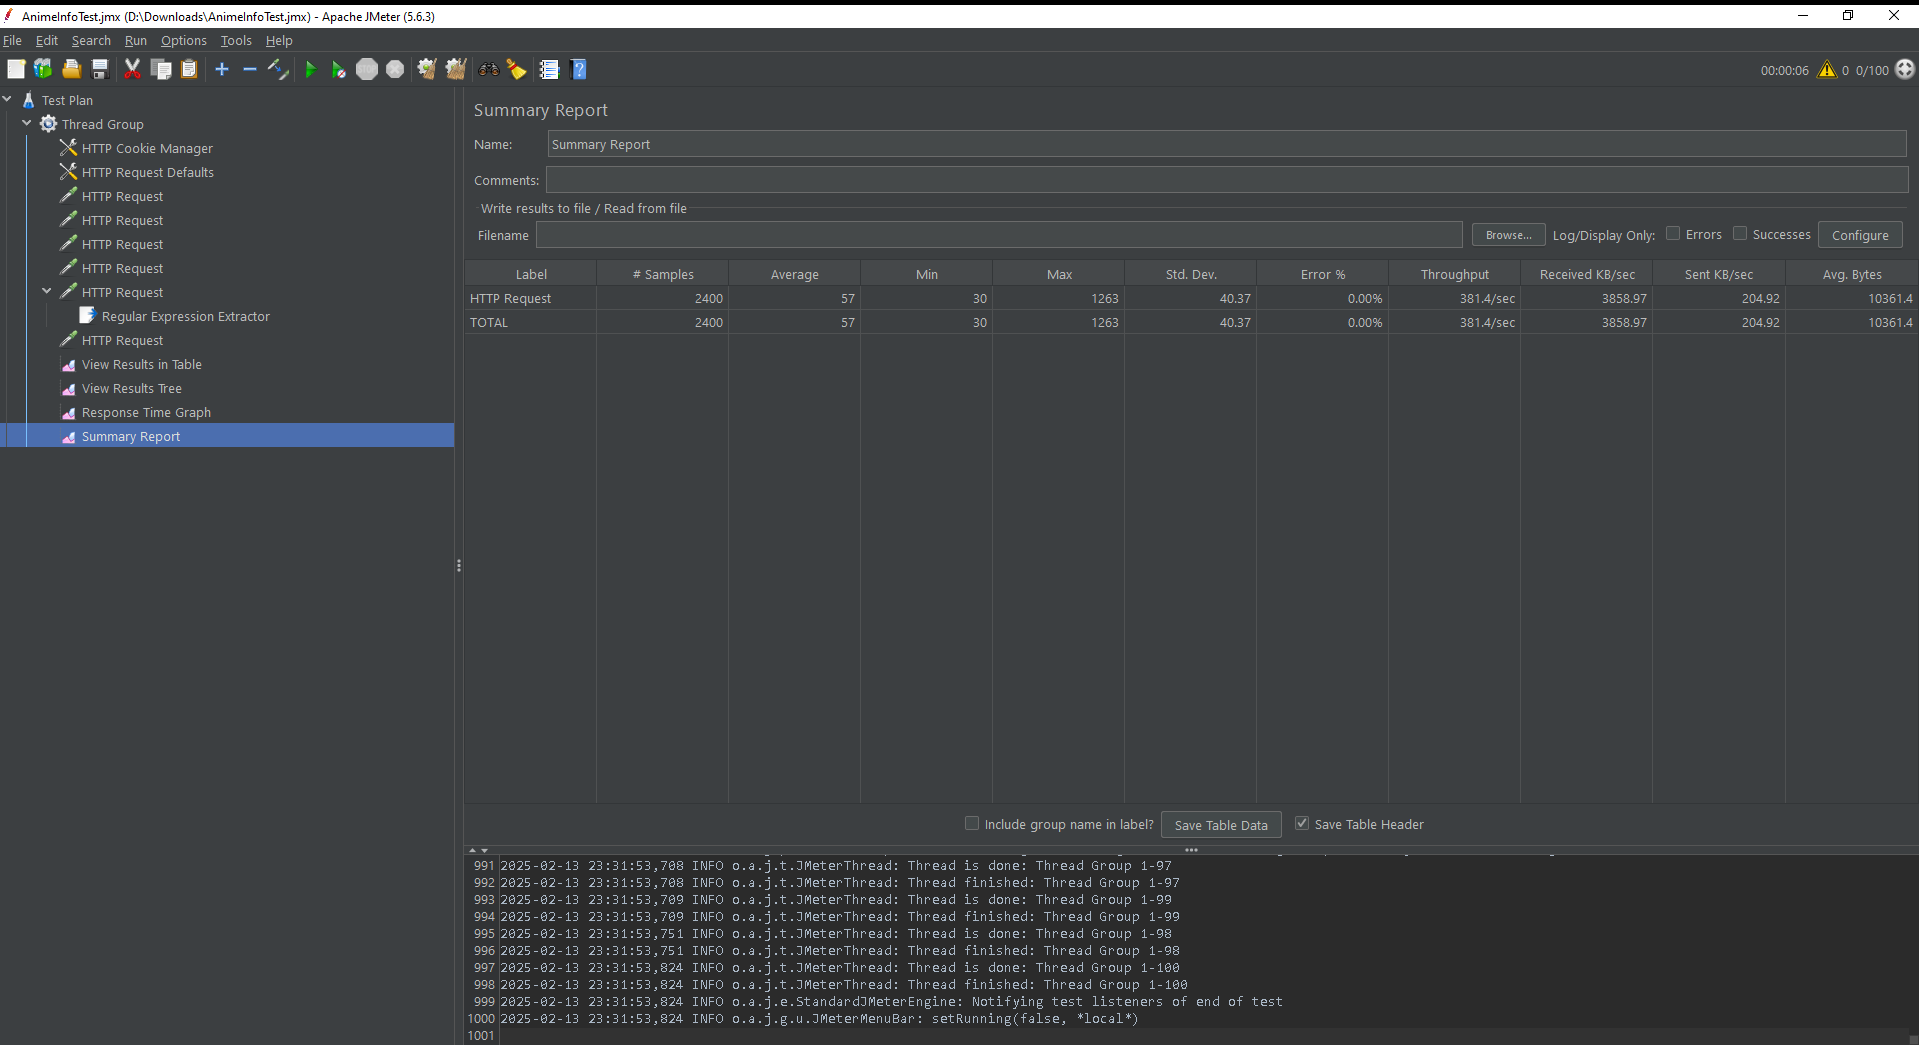 AnimeInfoTest.jmx (D:\Downloads\AnimeInfoTest.jmx) - Apache JMeter (5.6.3)
File Edit Search Run Options Tools Help
00:00:06 0 0/100
Test Plan
Thread Group
HTTP Cookie Manager
HTTP Request Defaults
HTTP Request
HTTP Request
HTTP Request
HTTP Request
HTTP Request
Regular Expression Extractor
HTTP Request
View Results in Table
View Results Tree
Response Time Graph
Summary Report
Summary Report
Name: Summary Report
Comments:
Write results to file / Read from file
Filename Browse... Log/Display Only: Errors Successes Configure
Label # Samples Average Min Max Std. Dev. Error % Throughput Received KB/sec Sent KB/sec Avg. Bytes
HTTP Request 2400 57 30 1263 40.37 0.00% 381.4/sec 3858.97 204.92 10361.4
TOTAL 2400 57 30 1263 40.37 0.00% 381.4/sec 3858.97 204.92 10361.4
Include group name in label? Save Table Data Save Table Header
991 2025-02-13 23:31:53,708 INFO o.a.j.t.JMeterThread: Thread is done: Thread Group 1-97
992 2025-02-13 23:31:53,708 INFO o.a.j.t.JMeterThread: Thread finished: Thread Group 1-97
993 2025-02-13 23:31:53,709 INFO o.a.j.t.JMeterThread: Thread is done: Thread Group 1-99
994 2025-02-13 23:31:53,709 INFO o.a.j.t.JMeterThread: Thread finished: Thread Group 1-99
995 2025-02-13 23:31:53,751 INFO o.a.j.t.JMeterThread: Thread is done: Thread Group 1-98
996 2025-02-13 23:31:53,751 INFO o.a.j.t.JMeterThread: Thread finished: Thread Group 1-98
997 2025-02-13 23:31:53,824 INFO o.a.j.t.JMeterThread: Thread is done: Thread Group 1-100
998 2025-02-13 23:31:53,824 INFO o.a.j.t.JMeterThread: Thread finished: Thread Group 1-100
999 2025-02-13 23:31:53,824 INFO o.a.j.e.StandardJMeterEngine: Notifying test listeners of end of test
1000 2025-02-13 23:31:53,824 INFO o.a.j.g.u.JMeterMenuBar: setRunning(false, *local*)
1001